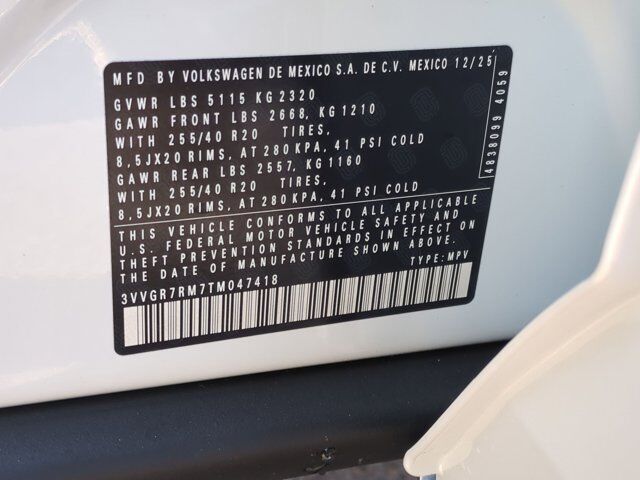 MFD BY VOLKSWAGEN DE MEXICO S.A. DE C.V. MEXICO 12/25
GVWR LBS 5115 KG 2320
GAWR FRONT LBS 2668, KG 1210
WITH 255/40 R20 TIRES,
8,5JX20 RIMS, AT 280 KPA, 41 PSI COLD
GAWR REAR LBS 2557, KG 1160
WITH 255/40 R20 TIRES,
8,5JX20 RIMS, AT 280 KPA, 41 PSI COLD
THIS VEHICLE CONFORMS TO ALL APPLICABLE
U.S. FEDERAL MOTOR VEHICLE SAFETY AND
THEFT PREVENTION STANDARDS IN EFFECT ON
THE DATE OF MANUFACTURE SHOWN ABOVE.
3VVGR7RM7TM047418 TYPE: MPV
4838099 4059